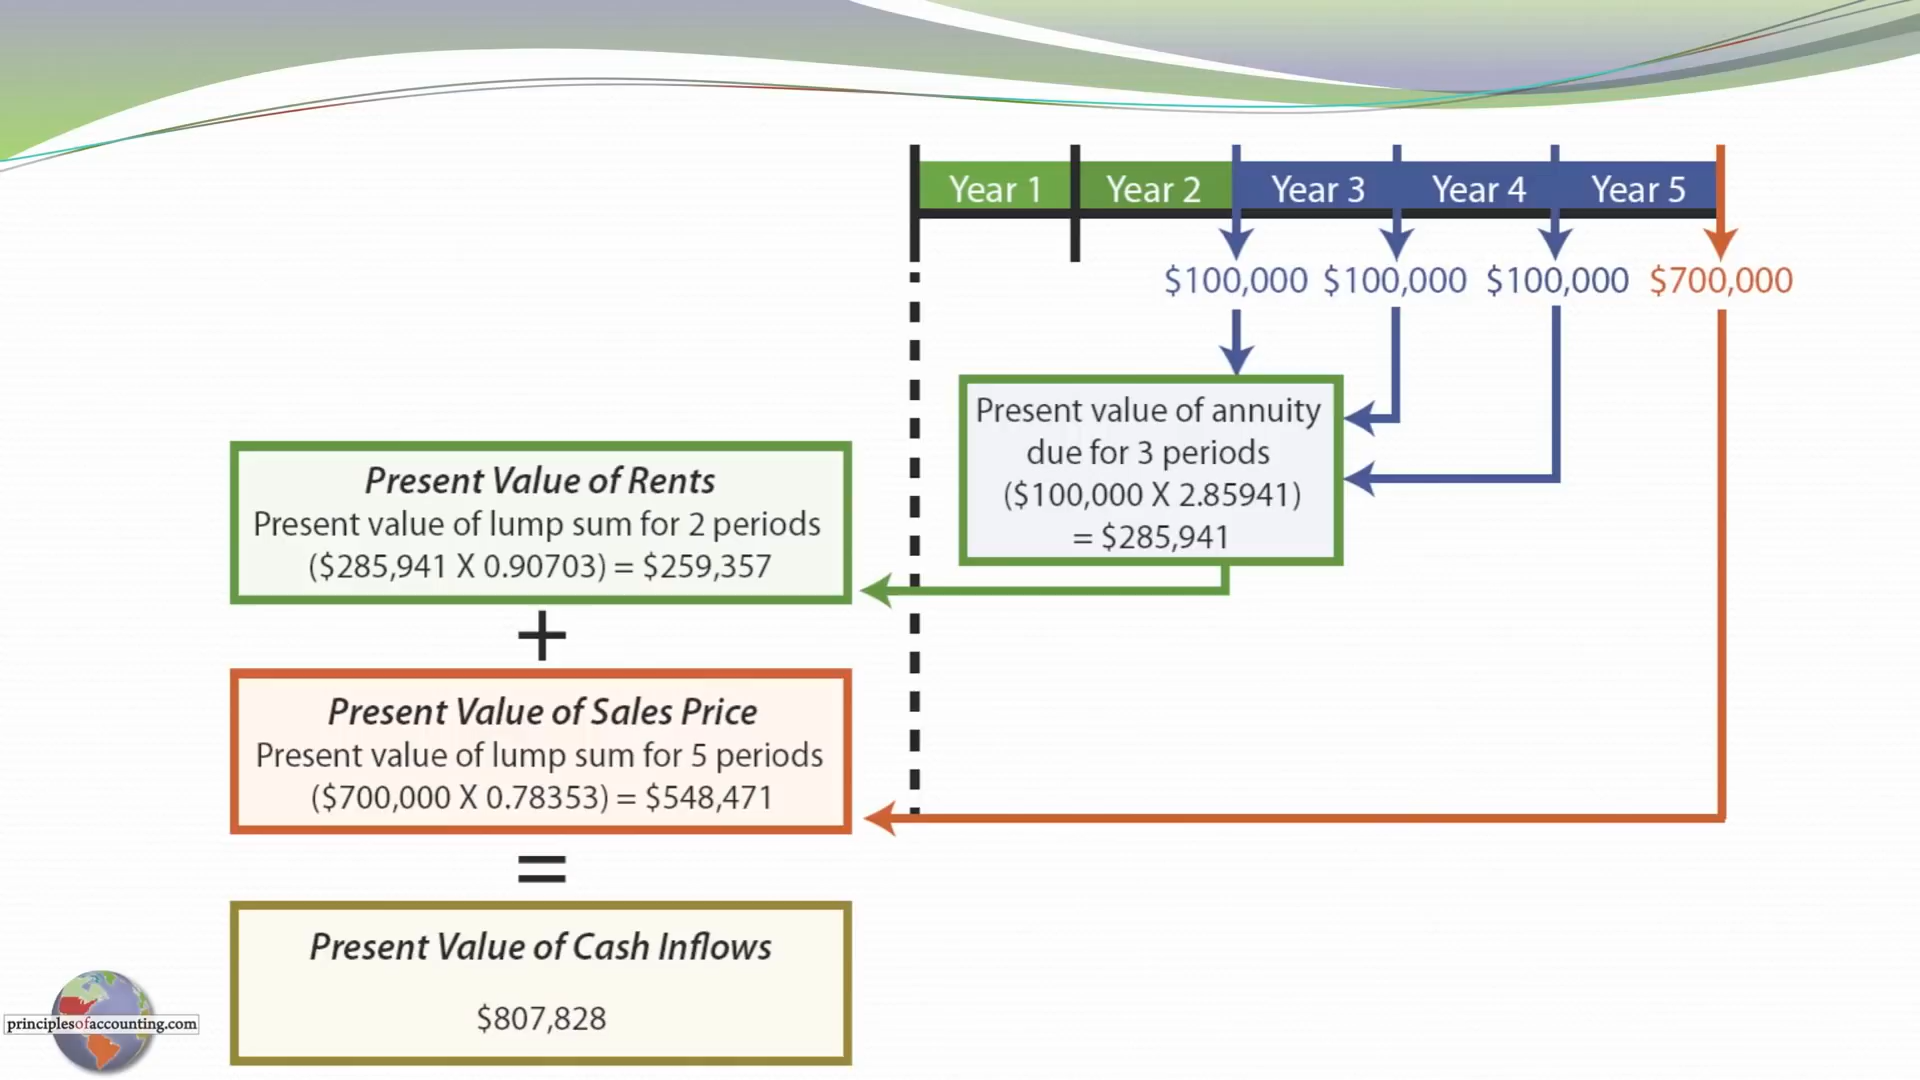 Year 1 Year 2 Year 3 Year 4 Year 5
$100,000 $100,000 $100,000 $700,000
Present value of annuity
due for 3 periods
($100,000 X 2.85941)
= $285,941
Present Value of Rents
Present value of lump sum for 2 periods
($285,941 X 0.90703) = $259,357
+
Present Value of Sales Price
Present value of lump sum for 5 periods
($700,000 X 0.78353) = $548,471
=
Present Value of Cash Inflows
$807,828
principlesofaccounting.com